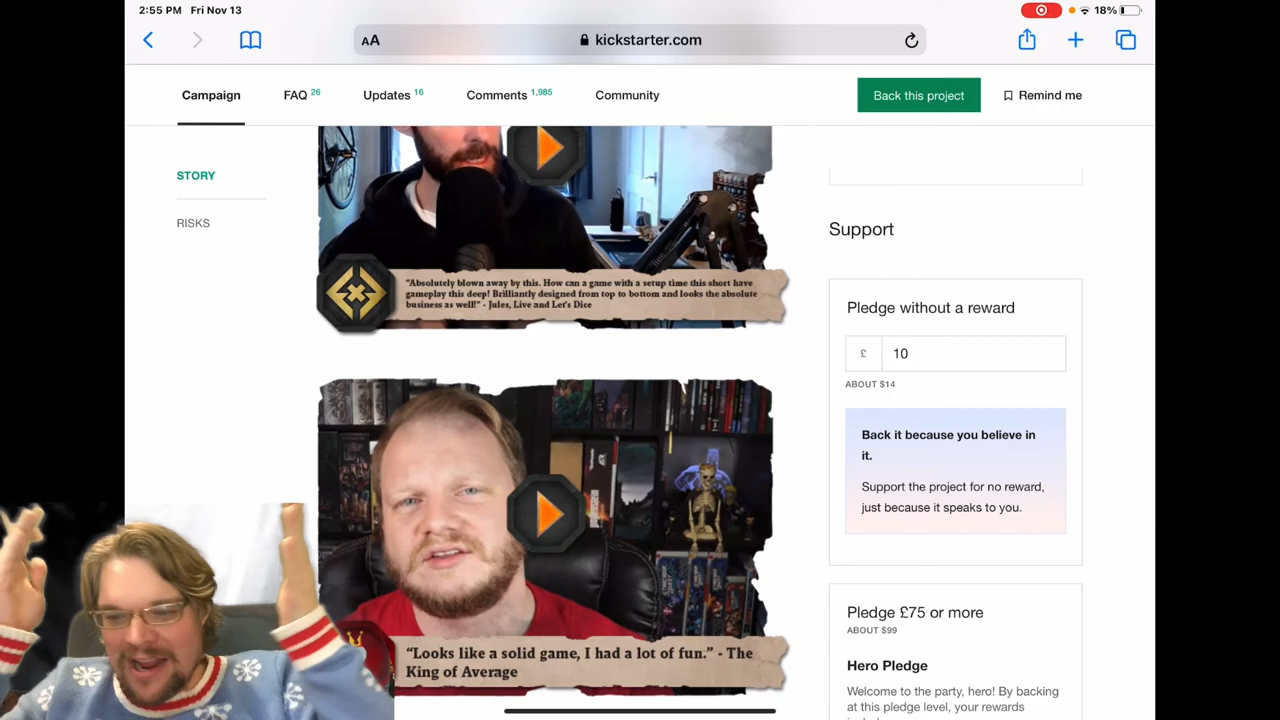 2:55 PM Fri Nov 13
18%
AA
kickstarter.com
Campaign
FAQ 26
Updates 16
Comments 1,985
Community
Back this project
Remind me
STORY
RISKS
"Absolutely blown away by this. How can a game with a setup time this short have
gameplay this deep! Brilliantly designed from top to bottom and looks the absolute
business as well!" - Jules, Live and Let's Dice
"Looks like a solid game, I had a lot of fun." - The
King of Average
Support
Pledge without a reward
£ 10
ABOUT $14
Back it because you believe in
it.
Support the project for no reward,
just because it speaks to you.
Pledge £75 or more
ABOUT $99
Hero Pledge
Welcome to the party, hero! By backing
at this pledge level, your rewards